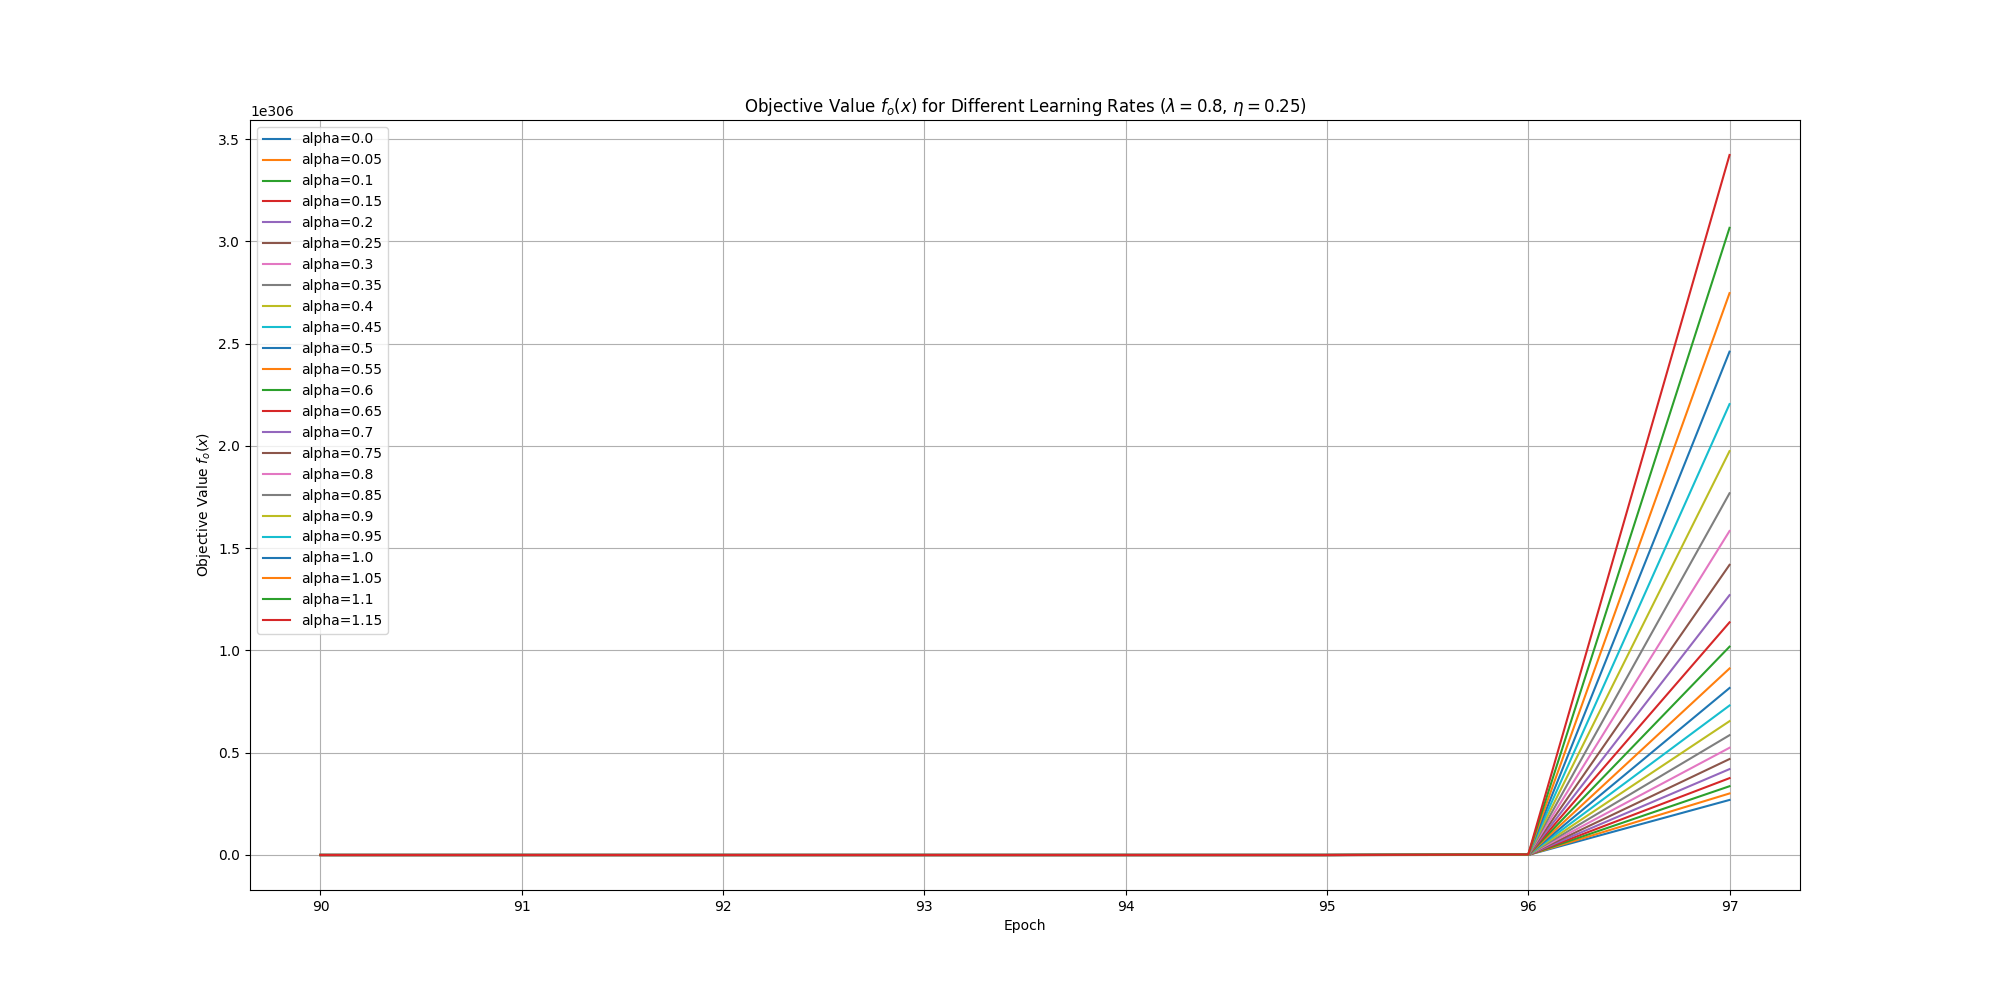 Objective Value f_o(x) for Different Learning Rates (λ = 0.8, η = 0.25)
1e306
3.5
3.0
2.5
2.0
1.5
1.0
0.5
0.0
Objective Value f_o(x)
alpha=0.0
alpha=0.05
alpha=0.1
alpha=0.15
alpha=0.2
alpha=0.25
alpha=0.3
alpha=0.35
alpha=0.4
alpha=0.45
alpha=0.5
alpha=0.55
alpha=0.6
alpha=0.65
alpha=0.7
alpha=0.75
alpha=0.8
alpha=0.85
alpha=0.9
alpha=0.95
alpha=1.0
alpha=1.05
alpha=1.1
alpha=1.15
90 91 92 93 94 95 96 97
Epoch